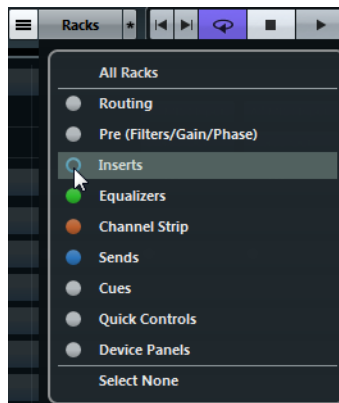 Racks *
All Racks
Routing
Pre (Filters/Gain/Phase)
Inserts
Equalizers
Channel Strip
Sends
Cues
Quick Controls
Device Panels
Select None